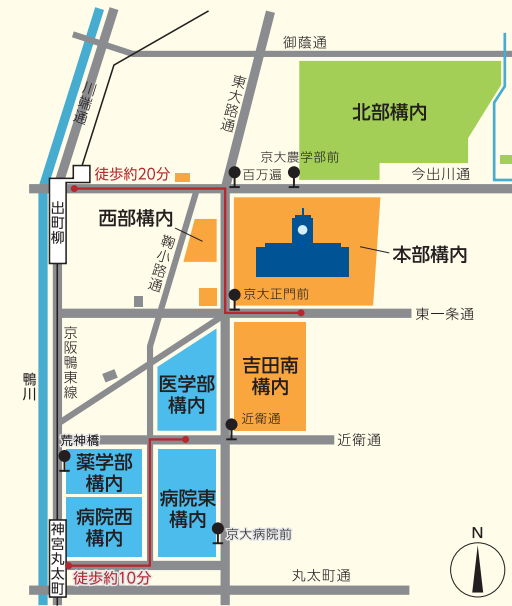 御蔭通
川端通
東大路通
北部構内
京大農学部前
百万遍
今出川通
徒歩約20分
出町柳
西部構内
鞠小路通
本部構内
京大正門前
東一条通
京阪鴨東線
鴨川
医学部
構内
吉田南
構内
近衛通
近衛通
荒神橋
薬学部
構内
病院西
構内
病院東
構内
京大病院前
神宮丸太町
徒歩約10分
丸太町通
N